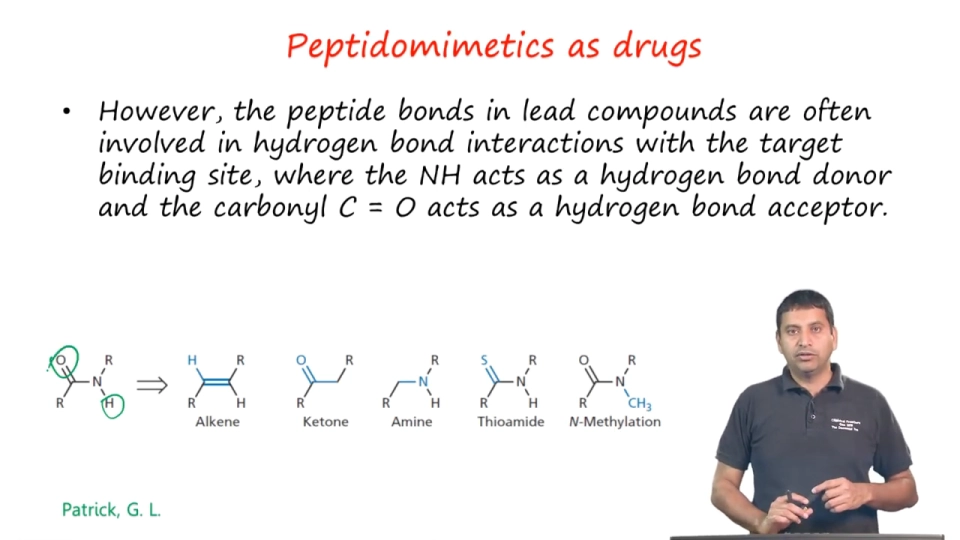 Peptidomimetics as drugs
• However, the peptide bonds in lead compounds are often
involved in hydrogen bond interactions with the target
binding site, where the NH acts as a hydrogen bond donor
and the carbonyl C = O acts as a hydrogen bond acceptor.
O R H R O R R S R O R
N N N N
R H R H R R H R H R CH3
Alkene Ketone Amine Thioamide N-Methylation
Patrick, G. L.